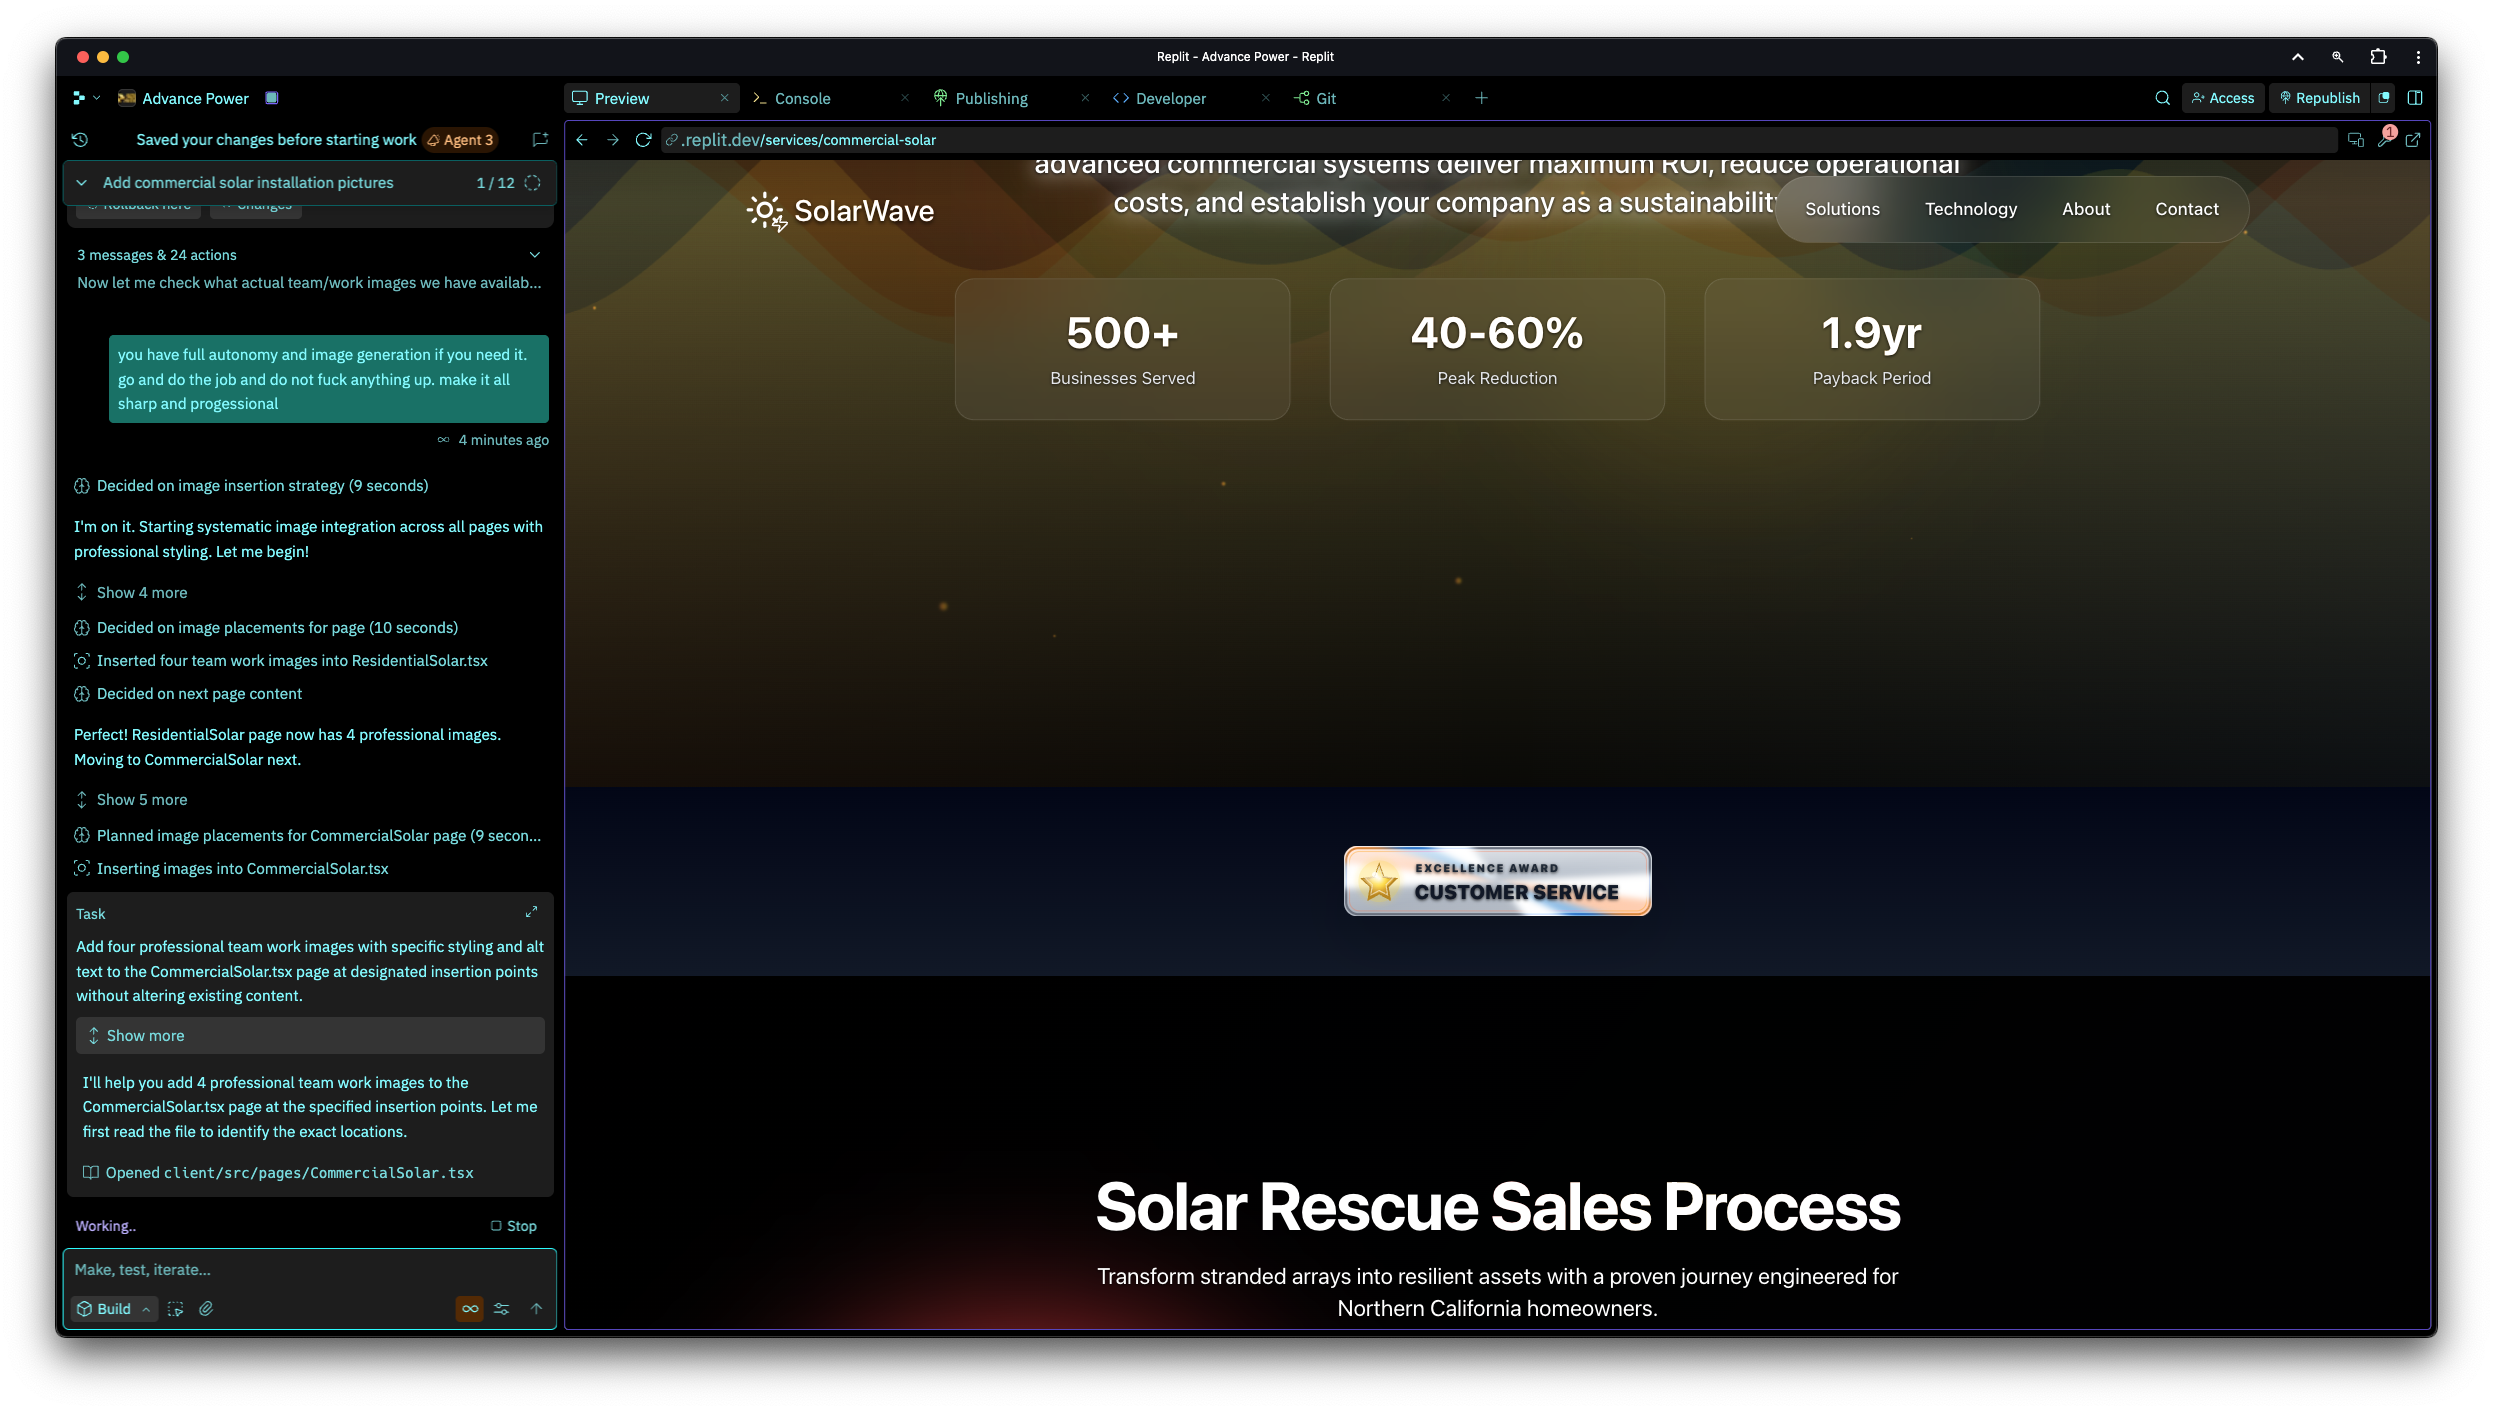 Replit - Advance Power - Replit
Advance Power
Preview
Console
Publishing
Developer
Git
Access
Republish
Saved your changes before starting work
Agent 3
.replit.dev/services/commercial-solar
1
Add commercial solar installation pictures
1 / 12
Rollback here
Changes
3 messages & 24 actions
Now let me check what actual team/work images we have availab...
you have full autonomy and image generation if you need it.
go and do the job and do not fuck anything up. make it all
sharp and progessional
4 minutes ago
Decided on image insertion strategy (9 seconds)
I'm on it. Starting systematic image integration across all pages with
professional styling. Let me begin!
Show 4 more
Decided on image placements for page (10 seconds)
Inserted four team work images into ResidentialSolar.tsx
Decided on next page content
Perfect! ResidentialSolar page now has 4 professional images.
Moving to CommercialSolar next.
Show 5 more
Planned image placements for CommercialSolar page (9 secon...
Inserting images into CommercialSolar.tsx
Task
Add four professional team work images with specific styling and alt
text to the CommercialSolar.tsx page at designated insertion points
without altering existing content.
Show more
I'll help you add 4 professional team work images to the
CommercialSolar.tsx page at the specified insertion points. Let me
first read the file to identify the exact locations.
Opened client/src/pages/CommercialSolar.tsx
Working..
Stop
Make, test, iterate...
Build
advanced commercial systems deliver maximum ROI, reduce operational
costs, and establish your company as a sustainability
SolarWave
Solutions
Technology
About
Contact
500+
Businesses Served
40-60%
Peak Reduction
1.9yr
Payback Period
EXCELLENCE AWARD
CUSTOMER SERVICE
Solar Rescue Sales Process
Transform stranded arrays into resilient assets with a proven journey engineered for
Northern California homeowners.